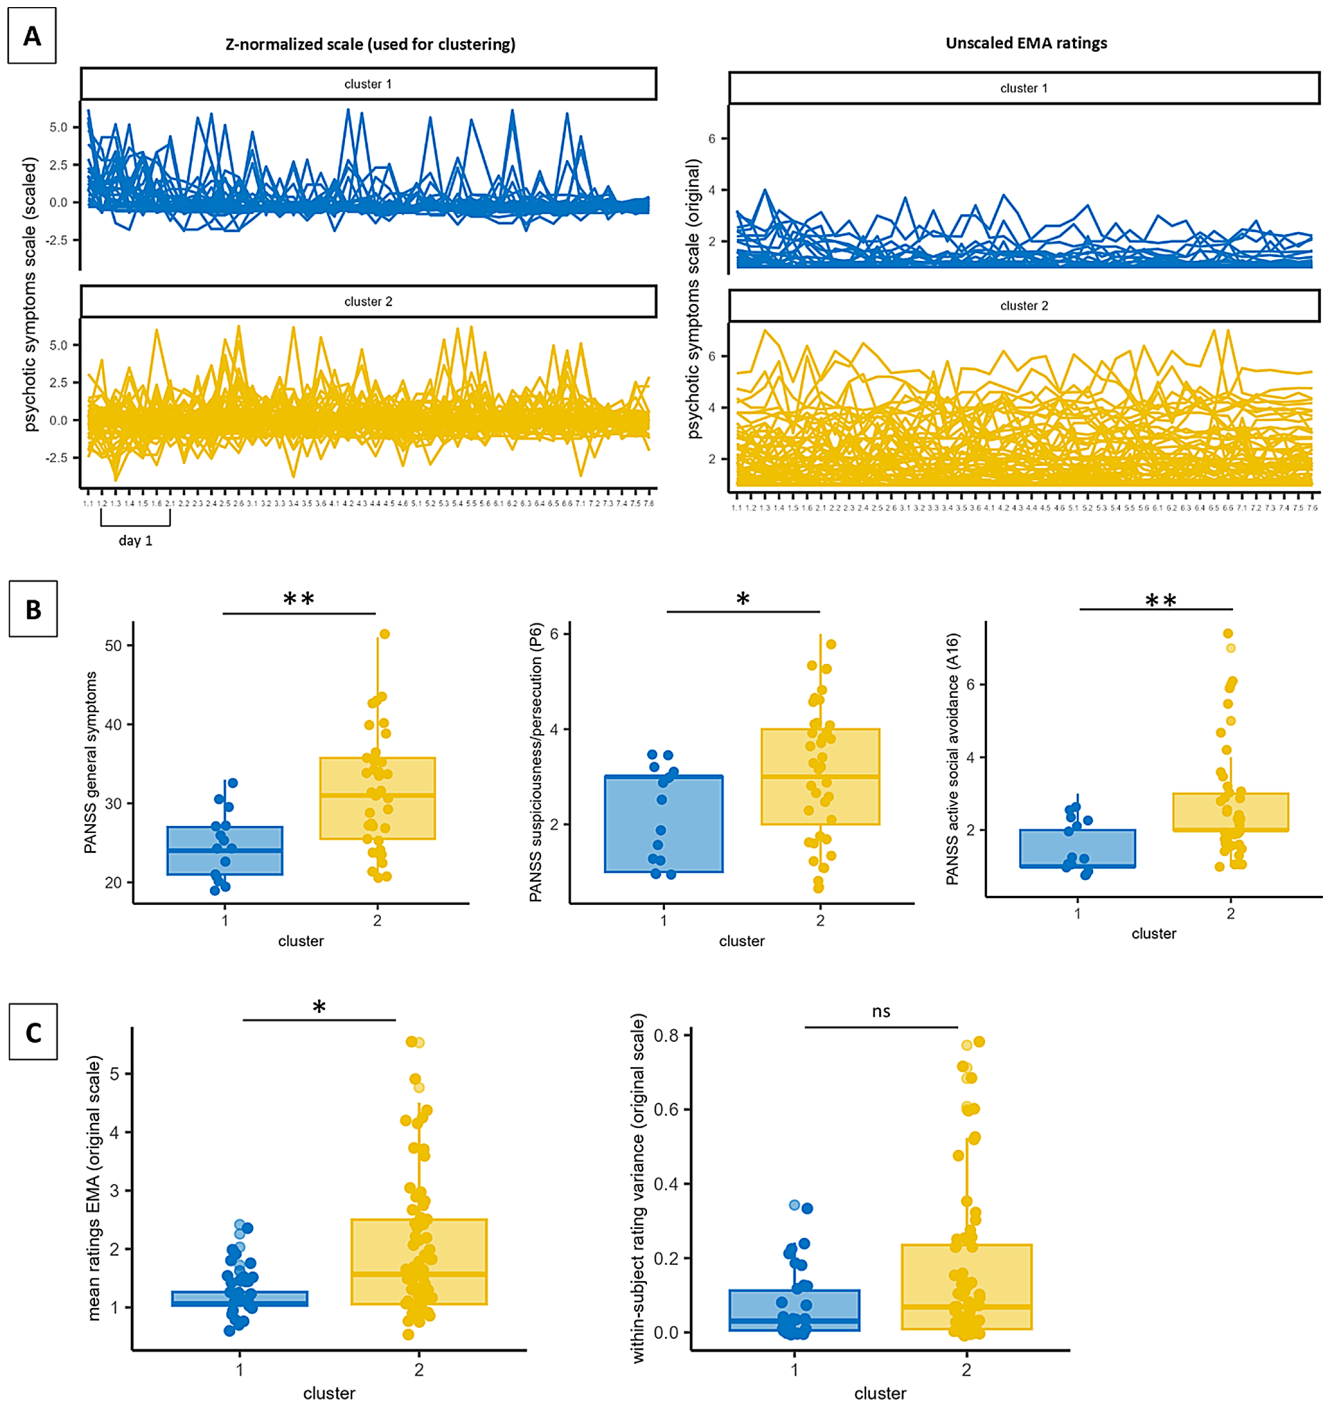 A
Z-normalized scale (used for clustering)
Unscaled EMA ratings
cluster 1
cluster 1
psychotic symptoms scale (scaled)
5.0
2.5
0.0
-2.5
psychotic symptoms scale (original)
6
4
2
cluster 2
cluster 2
5.0
2.5
0.0
-2.5
6
4
2
day 1
B
**
*
**
PANSS general symptoms
50
40
30
20
1
2
cluster
PANSS suspiciousness/persecution (P6)
6
4
2
1
2
cluster
PANSS active social avoidance (A16)
6
4
2
1
2
cluster
C
*
ns
mean ratings EMA (original scale)
5
4
3
2
1
1
2
cluster
within-subject rating variance (original scale)
0.8
0.6
0.4
0.2
0.0
1
2
cluster